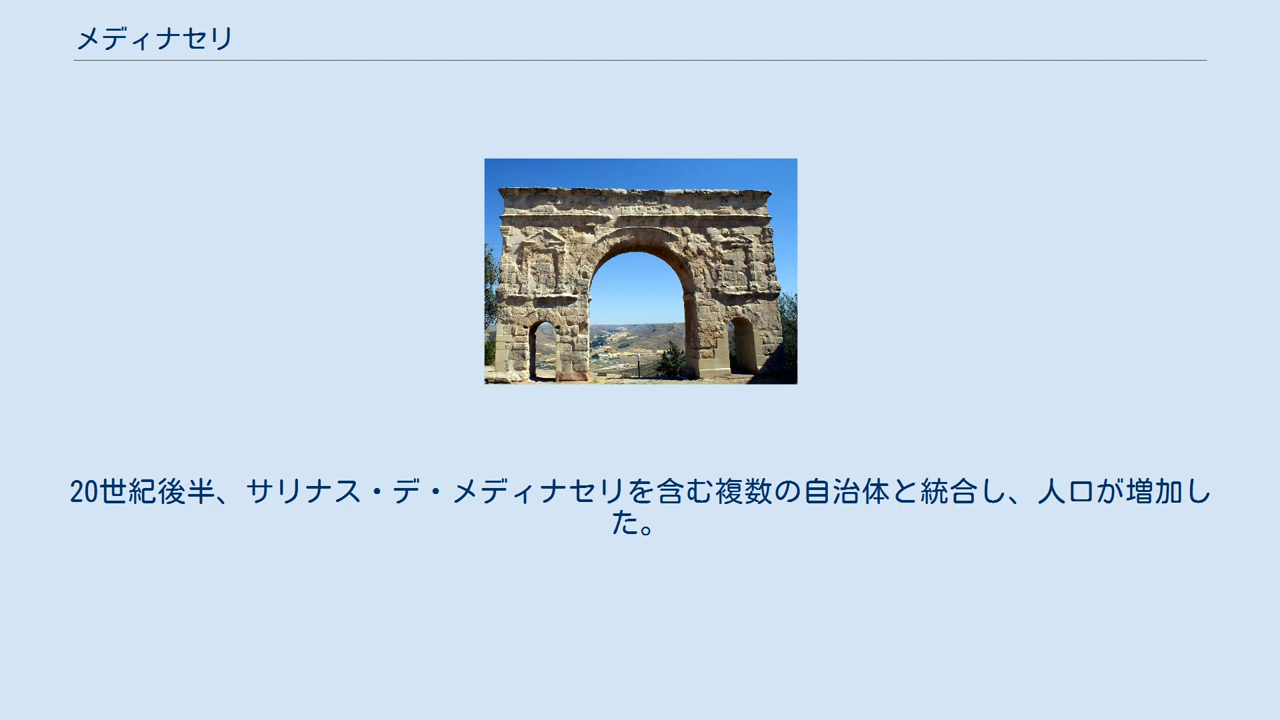 メディナセリ
20世紀後半、サリナス・デ・メディナセリを含む複数の自治体と統合し、人口が増加し
た。